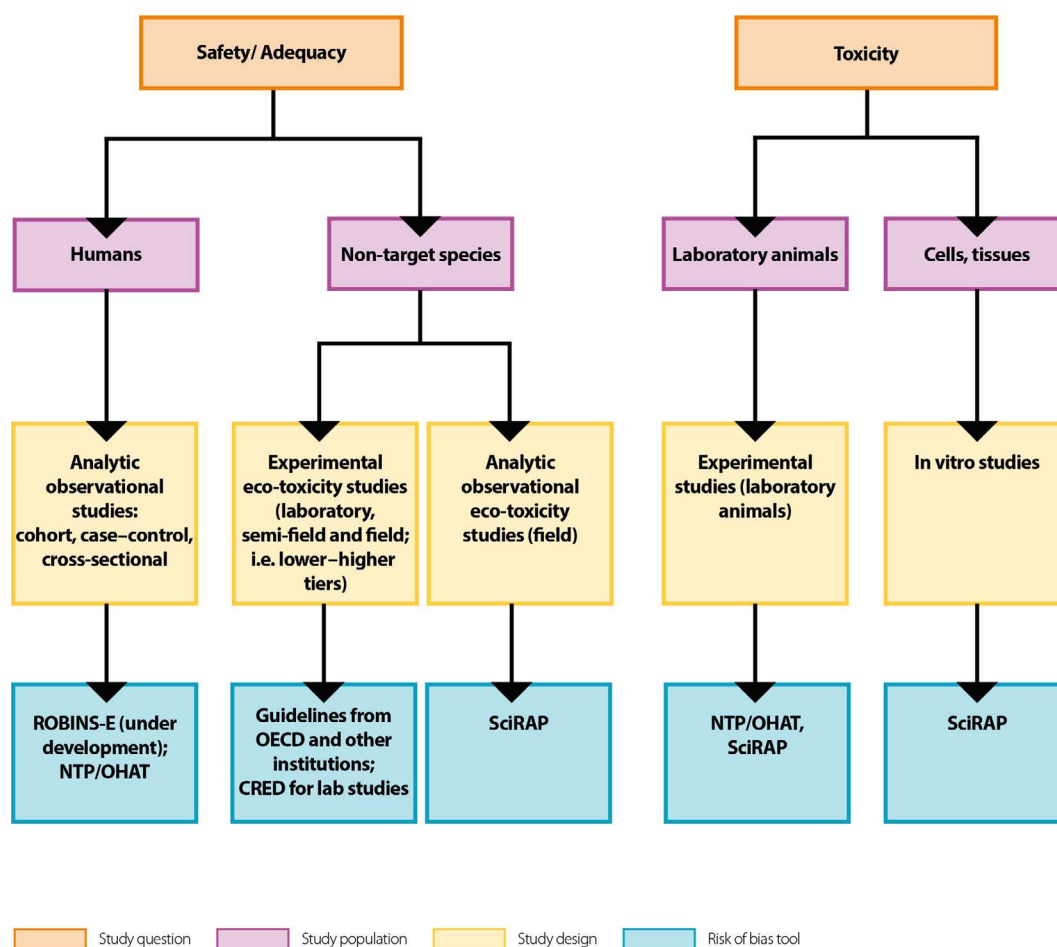 Safety/ Adequacy
Toxicity
Humans
Non-target species
Laboratory animals
Cells, tissues
Analytic
observational
studies:
cohort, case–control,
cross-sectional
Experimental
eco-toxicity studies
(laboratory,
semi-field and field;
i.e. lower–higher
tiers)
Analytic
observational
eco-toxicity
studies (field)
Experimental
studies (laboratory
animals)
In vitro studies
ROBINS-E (under
development);
NTP/OHAT
Guidelines from
OECD and other
institutions;
CRED for lab studies
SciRAP
NTP/OHAT,
SciRAP
SciRAP
Study question
Study population
Study design
Risk of bias tool